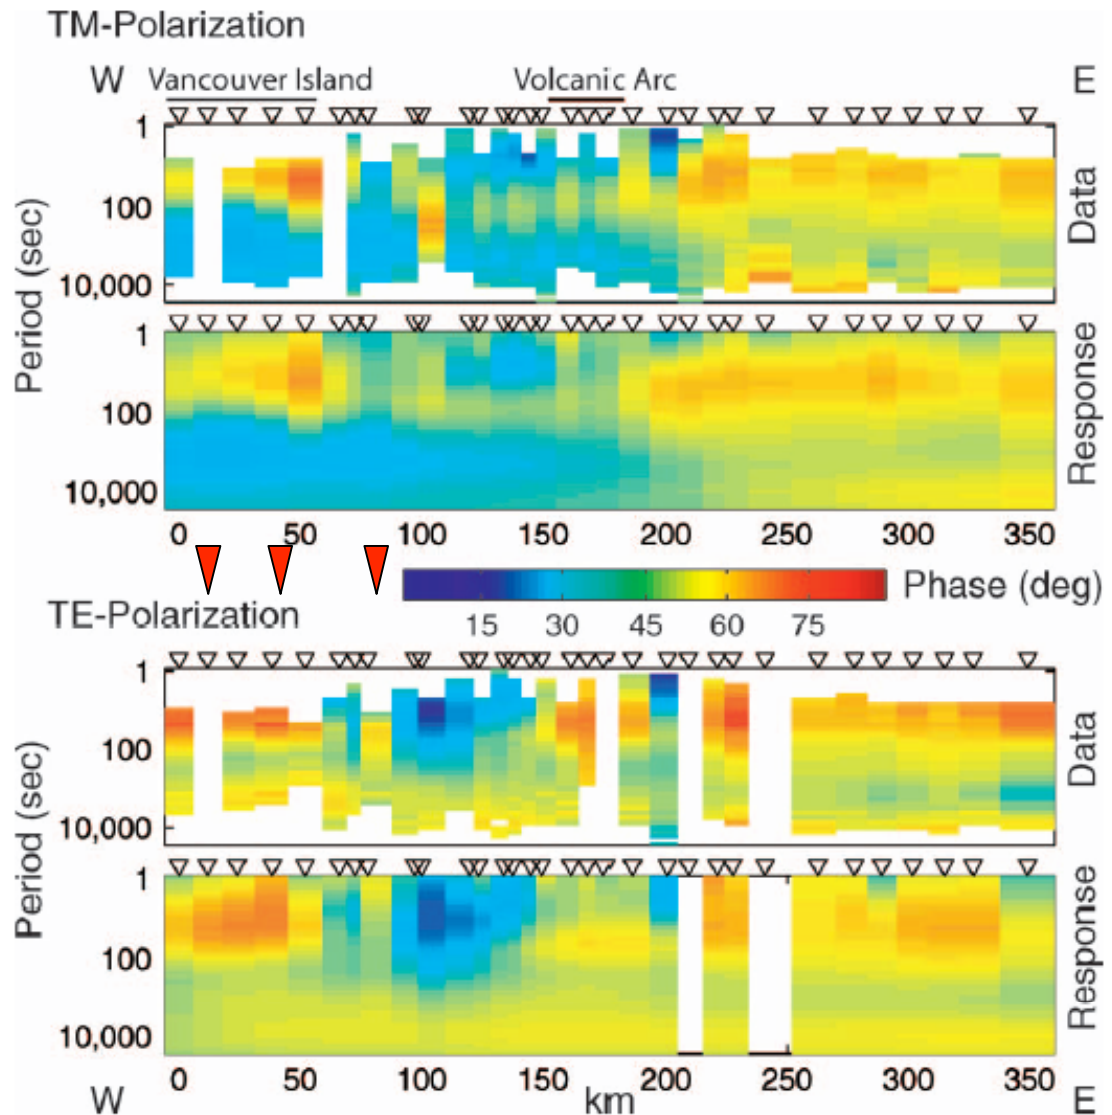 TM-Polarization
W Vancouver Island Volcanic Arc E
1
100
10,000
Data
Period (sec)
1
100
10,000
Response
0 50 100 150 200 250 300 350
Phase (deg)
15 30 45 60 75
TE-Polarization
1
100
10,000
Data
Period (sec)
1
100
10,000
Response
0 50 100 150 200 250 300 350
W km E